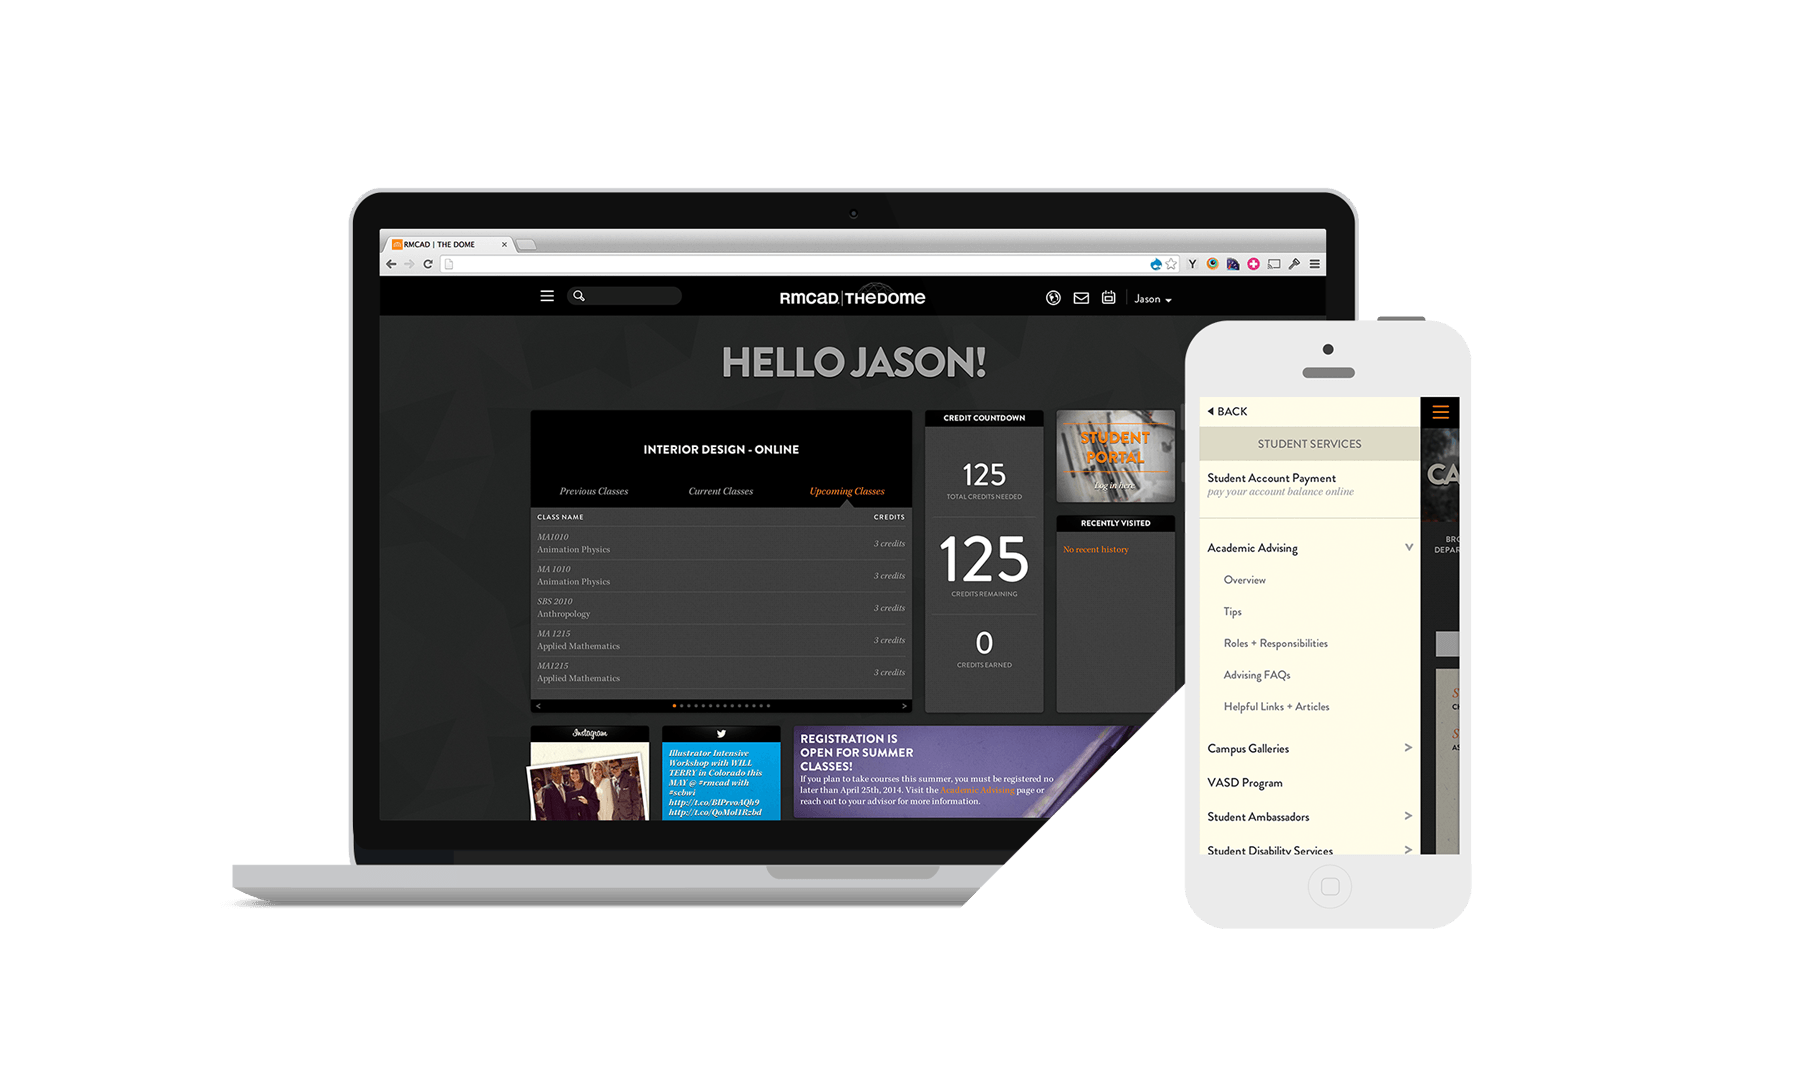 RMCAD | THE DOME
RMCAD | THEDOME
Jason
HELLO JASON!
INTERIOR DESIGN - ONLINE
Previous Classes
Current Classes
Upcoming Classes
CLASS NAME
CREDITS
MA1010
Animation Physics
3 credits
MA 1010
Animation Physics
3 credits
SBS 2010
Anthropology
3 credits
MA 1215
Applied Mathematics
3 credits
MA1215
Applied Mathematics
3 credits
CREDIT COUNTDOWN
125
TOTAL CREDITS NEEDED
125
CREDITS REMAINING
0
CREDITS EARNED
STUDENT
PORTAL
Log in here
RECENTLY VISITED
No recent history
Instagram
Illustrator Intensive
Workshop with WILL
TERRY in Colorado this
MAY @ #rmcad with
#scbwi
http://t.co/BlPrvoAQh9
http://t.co/QoMol1Rzbd
REGISTRATION IS
OPEN FOR SUMMER
CLASSES!
If you plan to take courses this summer, you must be registered no
later than April 25th, 2014. Visit the Academic Advising page or
reach out to your advisor for more information.
BACK
STUDENT SERVICES
Student Account Payment
pay your account balance online
Academic Advising
Overview
Tips
Roles + Responsibilities
Advising FAQs
Helpful Links + Articles
Campus Galleries
VASD Program
Student Ambassadors
Student Disability Services
CA
BRO
DEPAR